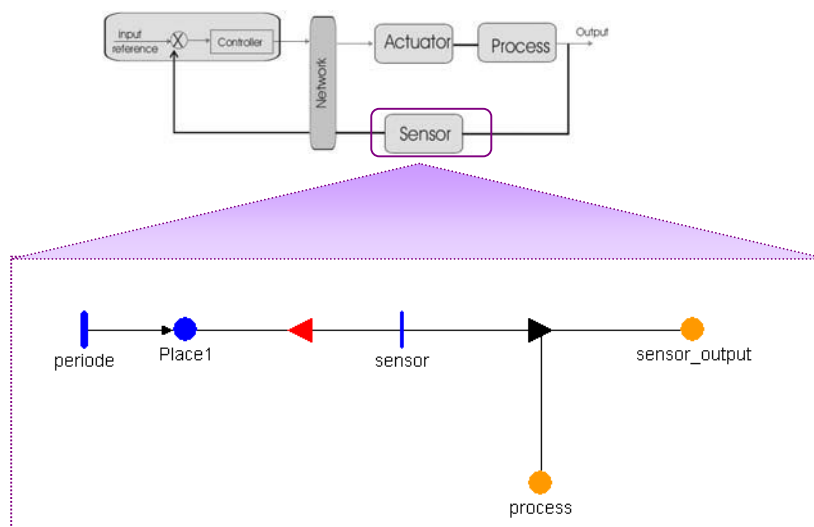 Input
reference
X
Controller
Network
Actuator
Process
Output
Sensor
periode
Place1
sensor
sensor_output
process